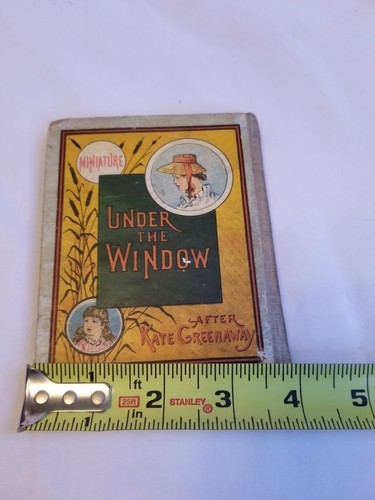 MINIATURE
UNDER
THE
WINDOW
AFTER
KATE GREENAWAY
1 ft 2 3 4 5
25ft in STANLEY®